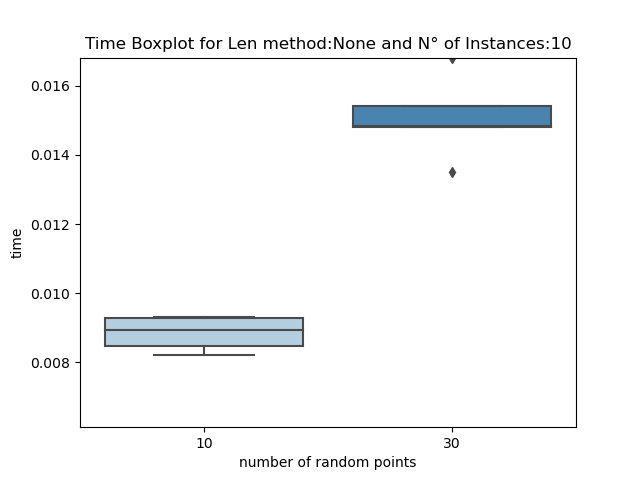 Time Boxplot for Len method:None and N° of Instances:10
0.016
0.014
0.012
0.010
0.008
time
10 30
number of random points